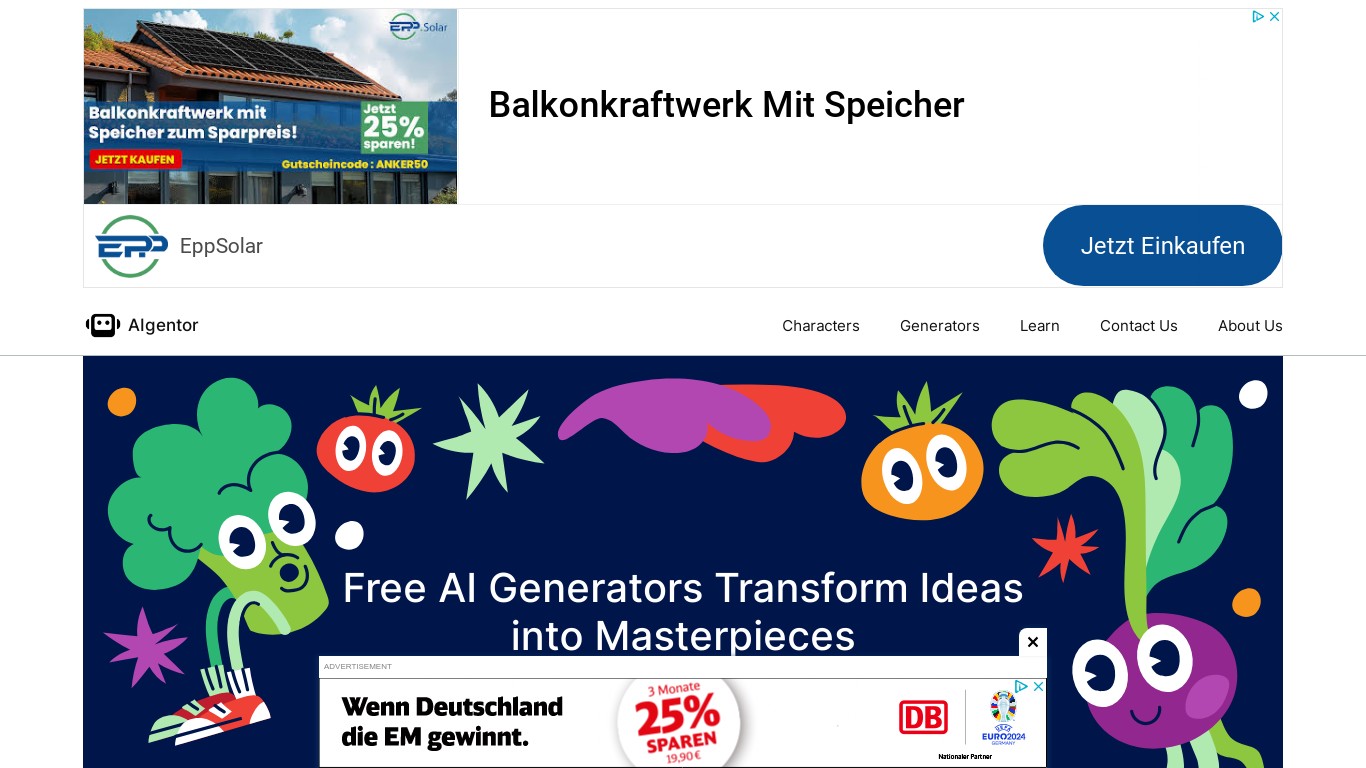 EPP.Solar
Balkonkraftwerk mit
Speicher zum Sparpreis!
JETZT KAUFEN
Jetzt
25%
sparen!
Gutscheincode : ANKER50
Balkonkraftwerk Mit Speicher
EPP
EppSolar
Jetzt Einkaufen
AIgentor
Characters
Generators
Learn
Contact Us
About Us
Free AI Generators Transform Ideas
into Masterpieces
ADVERTISEMENT
Wenn Deutschland
die EM gewinnt.
3 Monate
25%
SPAREN
19,90 €
DB
UEFA
EURO2024
GERMANY
Nationaler Partner